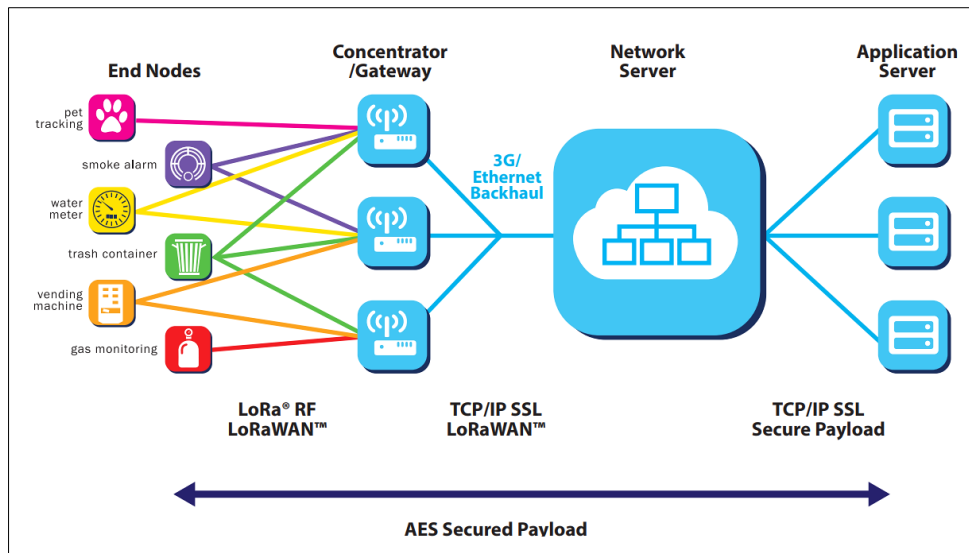 End Nodes
Concentrator
/Gateway
Network
Server
Application
Server
pet
tracking
smoke alarm
water
meter
trash container
vending
machine
gas monitoring
3G/
Ethernet
Backhaul
LoRa® RF
LoRaWAN™
TCP/IP SSL
LoRaWAN™
TCP/IP SSL
Secure Payload
AES Secured Payload